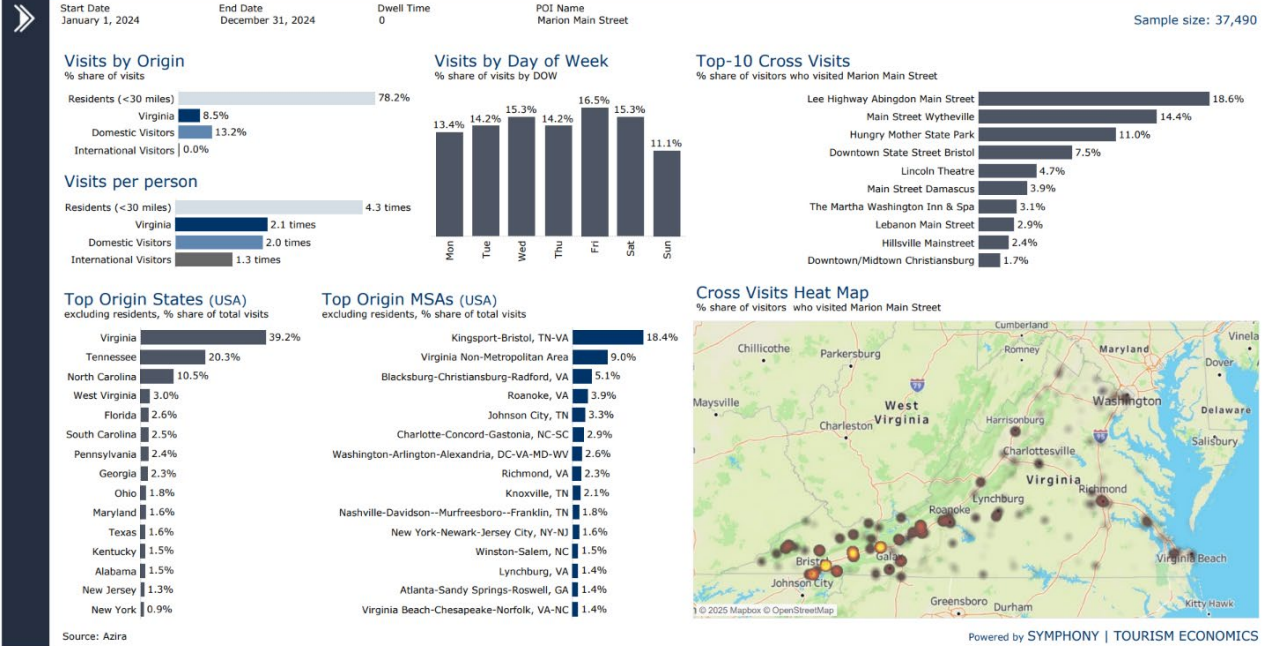 Start Date
January 1, 2024
End Date
December 31, 2024
Dwell Time
0
POI Name
Marion Main Street
Sample size: 37,490
Visits by Origin
% share of visits
Residents (<30 miles) 78.2%
Virginia 8.5%
Domestic Visitors 13.2%
International Visitors 0.0%
Visits per person
Residents (<30 miles) 4.3 times
Virginia 2.1 times
Domestic Visitors 2.0 times
International Visitors 1.3 times
Visits by Day of Week
% share of visits by DOW
13.4% 14.2% 15.3% 14.2% 16.5% 15.3% 11.1%
Mon Tue Wed Thu Fri Sat Sun
Top-10 Cross Visits
% share of visitors who visited Marion Main Street
Lee Highway Abingdon Main Street 18.6%
Main Street Wytheville 14.4%
Hungry Mother State Park 11.0%
Downtown State Street Bristol 7.5%
Lincoln Theatre 4.7%
Main Street Damascus 3.9%
The Martha Washington Inn & Spa 3.1%
Lebanon Main Street 2.9%
Hillsville Mainstreet 2.4%
Downtown/Midtown Christiansburg 1.7%
Top Origin States (USA)
excluding residents, % share of total visits
Virginia 39.2%
Tennessee 20.3%
North Carolina 10.5%
West Virginia 3.0%
Florida 2.6%
South Carolina 2.5%
Pennsylvania 2.4%
Georgia 2.3%
Ohio 1.8%
Maryland 1.6%
Texas 1.6%
Kentucky 1.5%
Alabama 1.5%
New Jersey 1.3%
New York 0.9%
Top Origin MSAs (USA)
excluding residents, % share of total visits
Kingsport-Bristol, TN-VA 18.4%
Virginia Non-Metropolitan Area 9.0%
Blacksburg-Christiansburg-Radford, VA 5.1%
Roanoke, VA 3.9%
Johnson City, TN 3.3%
Charlotte-Concord-Gastonia, NC-SC 2.9%
Washington-Arlington-Alexandria, DC-VA-MD-WV 2.6%
Richmond, VA 2.3%
Knoxville, TN 2.1%
Nashville-Davidson--Murfreesboro--Franklin, TN 1.8%
New York-Newark-Jersey City, NY-NJ 1.6%
Winston-Salem, NC 1.5%
Lynchburg, VA 1.4%
Atlanta-Sandy Springs-Roswell, GA 1.4%
Virginia Beach-Chesapeake-Norfolk, VA-NC 1.4%
Cross Visits Heat Map
% share of visitors who visited Marion Main Street
Cumberland
Chillicothe
Parkersburg
Romney
Maryland
Vinela
Dover
79
Maysville
West
Virginia
Washington
Delaware
Charleston
Harrisonburg
Salisbury
Charlottesville
Virginia
Richmond
Lynchburg
Roanoke
Bristol
Galax
Virginia Beach
Johnson City
Greensboro
Durham
Kitty Hawk
© 2025 Mapbox © OpenStreetMap
Source: Azira
Powered by SYMPHONY | TOURISM ECONOMICS